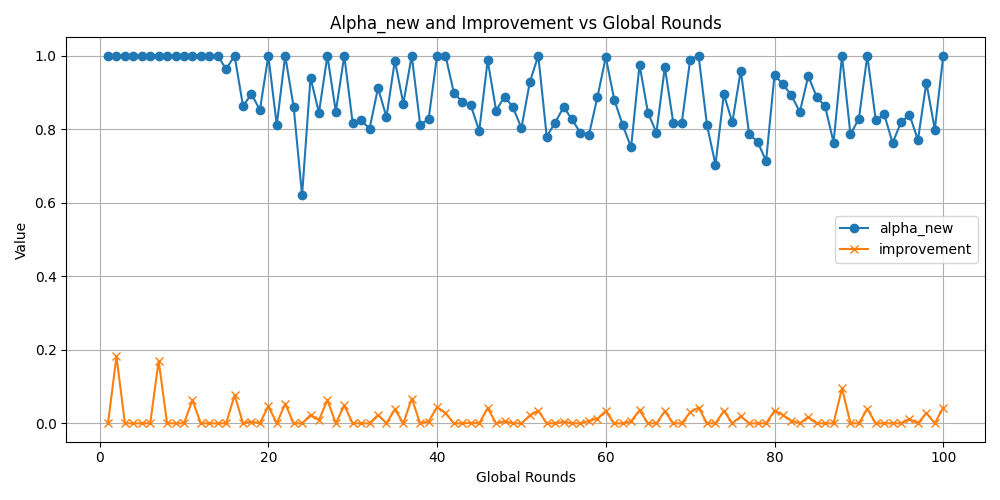 Alpha_new and Improvement vs Global Rounds
1.0
0.8
0.6
0.4
0.2
0.0
Value
alpha_new
improvement
0 20 40 60 80 100
Global Rounds